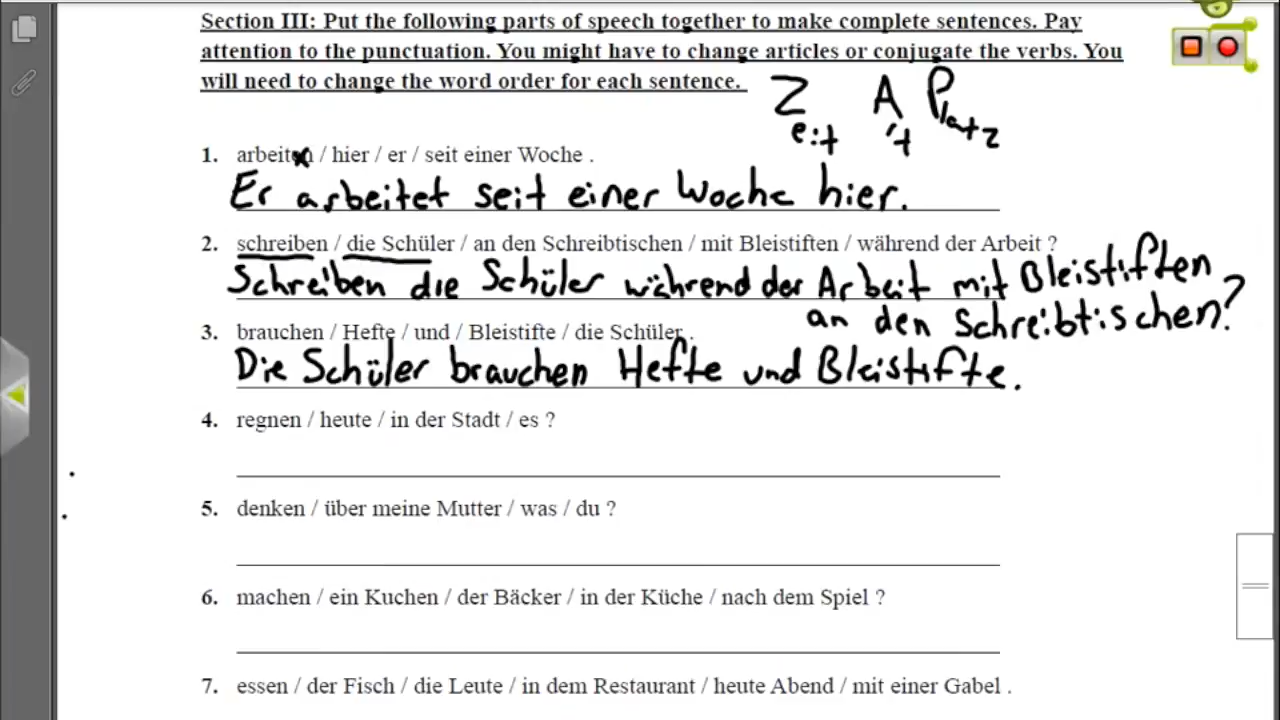 Section III: Put the following parts of speech together to make complete sentences. Pay
attention to the punctuation. You might have to change articles or conjugate the verbs. You
will need to change the word order for each sentence.
Z A Platz
eit rt
1. arbeiten / hier / er / seit einer Woche .
Er arbeitet seit einer Woche hier.
2. schreiben / die Schüler / an den Schreibtischen / mit Bleistiften / während der Arbeit ?
Schreiben die Schüler während der Arbeit mit Bleistiften
an den Schreibtischen?
3. brauchen / Hefte / und / Bleistifte / die Schüler .
Die Schüler brauchen Hefte und Bleistifte.
4. regnen / heute / in der Stadt / es ?
5. denken / über meine Mutter / was / du ?
6. machen / ein Kuchen / der Bäcker / in der Küche / nach dem Spiel ?
7. essen / der Fisch / die Leute / in dem Restaurant / heute Abend / mit einer Gabel .